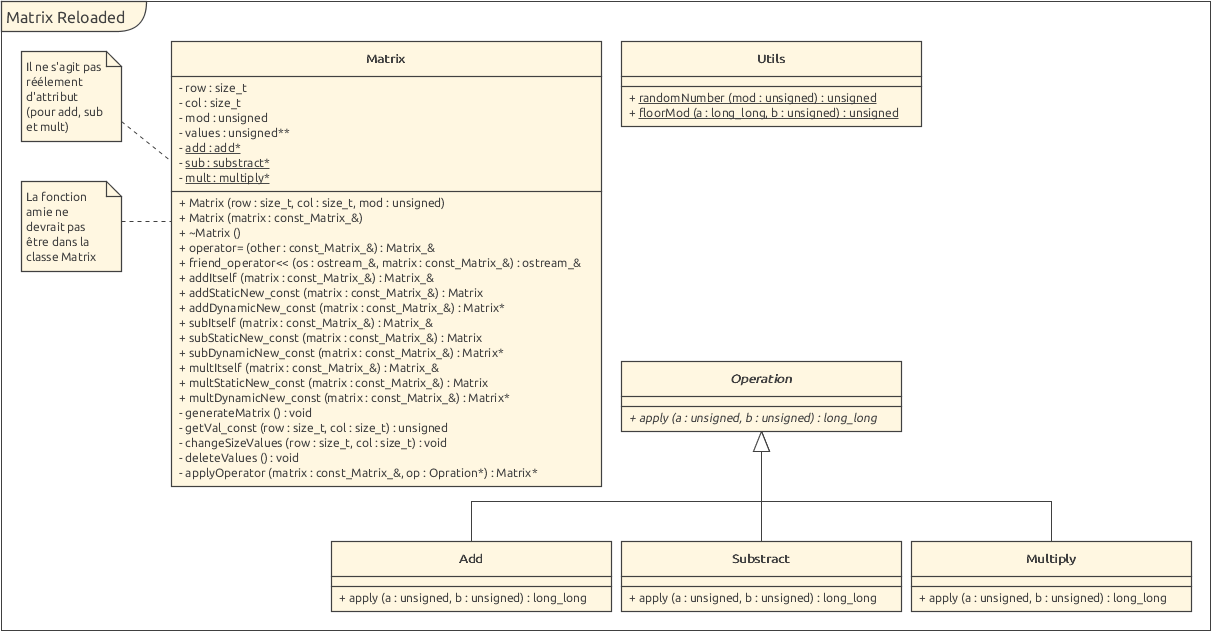 Matrix Reloaded
Il ne s'agit pas
réélement
d'attribut
(pour add, sub
et mult)
La fonction
amie ne
devrait pas
être dans la
classe Matrix
Matrix
- row : size_t
- col : size_t
- mod : unsigned
- values : unsigned**
- add : add*
- sub : substract*
- mult : multiply*
+ Matrix (row : size_t, col : size_t, mod : unsigned)
+ Matrix (matrix : const_Matrix_&)
+ ~Matrix ()
+ operator= (other : const_Matrix_&) : Matrix_&
+ friend_operator<< (os : ostream_&, matrix : const_Matrix_&) : ostream_&
+ addItself (matrix : const_Matrix_&) : Matrix_&
+ addStaticNew_const (matrix : const_Matrix_&) : Matrix
+ addDynamicNew_const (matrix : const_Matrix_&) : Matrix*
+ subItself (matrix : const_Matrix_&) : Matrix_&
+ subStaticNew_const (matrix : const_Matrix_&) : Matrix
+ subDynamicNew_const (matrix : const_Matrix_&) : Matrix*
+ multItself (matrix : const_Matrix_&) : Matrix_&
+ multStaticNew_const (matrix : const_Matrix_&) : Matrix
+ multDynamicNew_const (matrix : const_Matrix_&) : Matrix*
- generateMatrix () : void
- getVal_const (row : size_t, col : size_t) : unsigned
- changeSizeValues (row : size_t, col : size_t) : void
- deleteValues () : void
- applyOperator (matrix : const_Matrix_&, op : Opration*) : Matrix*
Utils
+ randomNumber (mod : unsigned) : unsigned
+ floorMod (a : long_long, b : unsigned) : unsigned
Operation
+ apply (a : unsigned, b : unsigned) : long_long
Add
+ apply (a : unsigned, b : unsigned) : long_long
Substract
+ apply (a : unsigned, b : unsigned) : long_long
Multiply
+ apply (a : unsigned, b : unsigned) : long_long